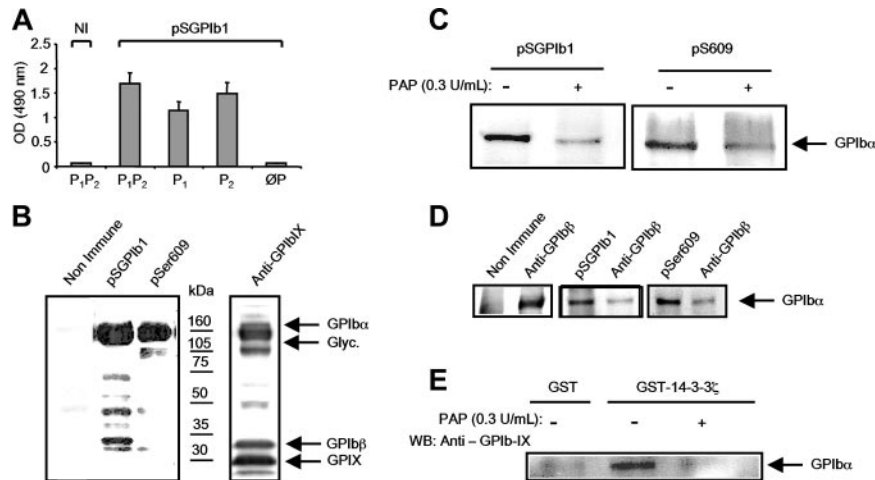 A
NI
pSGPIb1
OD (490 nm)
2.5
2
1.5
1
0.5
0
P₁P₂
P₁P₂
P₁
P₂
ØP
B
Non Immune
pSGPIb1
pSer609
kDa
160
105
75
50
35
30
Anti-GPIbIX
GPIbα
Glyc.
GPIbβ
GPIX
C
pSGPIb1
pS609
PAP (0.3 U/mL): - + - +
GPIbα
D
Non Immune
Anti-GPIbβ
pSGPIb1
Anti-GPIbβ
pSer609
Anti-GPIbβ
GPIbα
E
GST
GST-14-3-3ζ
PAP (0.3 U/mL): - - +
WB: Anti – GPIb-IX
GPIbα